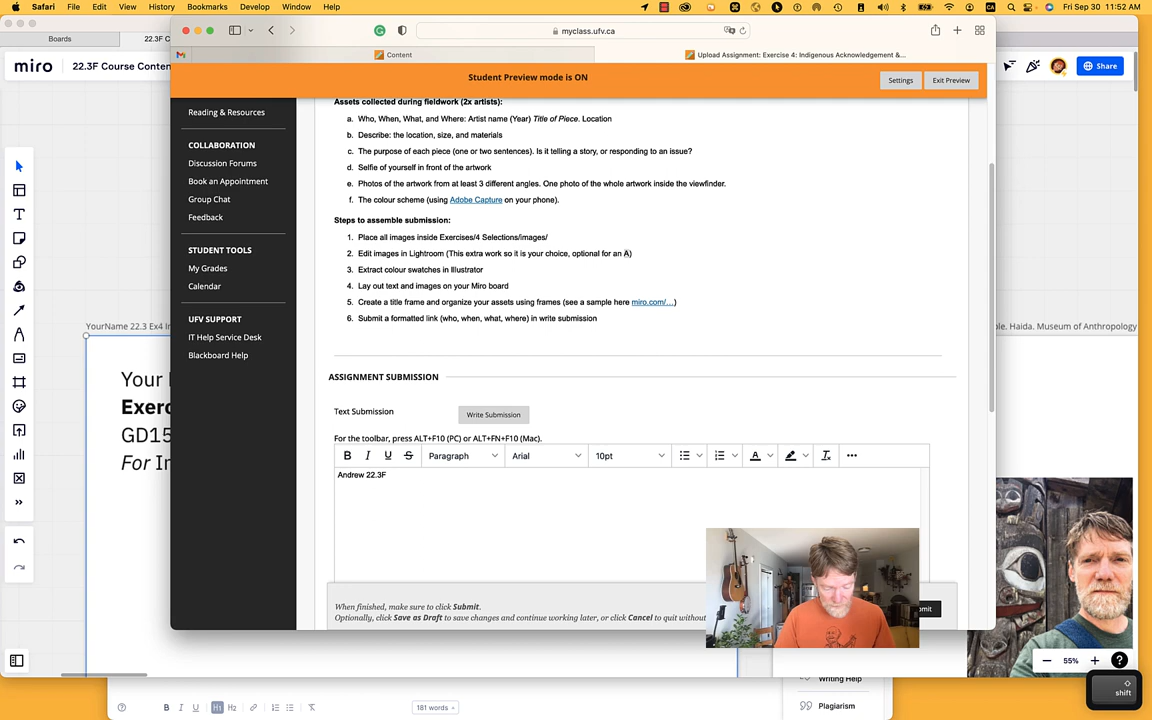 Safari File Edit View History Bookmarks Develop Window Help
CA
Fri Sep 30 11:52 AM
Boards
22.3F C
myclass.ufv.ca
miro
22.3F Course Conten
Share
Content
Upload Assignment: Exercise 4: Indigenous Acknowledgement &...
Student Preview mode is ON
Settings
Exit Preview
Reading & Resources
COLLABORATION
Discussion Forums
Book an Appointment
Group Chat
Feedback
STUDENT TOOLS
My Grades
Calendar
UFV SUPPORT
IT Help Service Desk
Blackboard Help
Assets collected during fieldwork (2x artists):
a. Who, When, What, and Where: Artist name (Year) Title of Piece. Location
b. Describe: the location, size, and materials
c. The purpose of each piece (one or two sentences). Is it telling a story, or responding to an issue?
d. Selfie of yourself in front of the artwork
e. Photos of the artwork from at least 3 different angles. One photo of the whole artwork inside the viewfinder.
f. The colour scheme (using Adobe Capture on your phone).
Steps to assemble submission:
1. Place all images inside Exercises/4 Selections/images/
2. Edit images in Lightroom (This extra work so it is your choice, optional for an A)
3. Extract colour swatches in Illustrator
4. Lay out text and images on your Miro board
5. Create a title frame and organize your assets using frames (see a sample here miro.com/...)
6. Submit a formatted link (who, when, what, where) in write submission
ASSIGNMENT SUBMISSION
Text Submission
Write Submission
For the toolbar, press ALT+F10 (PC) or ALT+FN+F10 (Mac).
B I U S Paragraph Arial 10pt A
Andrew 22.3F
When finished, make sure to click Submit.
Optionally, click Save as Draft to save changes and continue working later, or click Cancel to quit without
mit
YourName 22.3 Ex4 I
ple. Haida. Museum of Anthropology
Your
Exerc
GD15
For I
55%
?
shift
B I U H1 H2
181 words
Writing Help
Plagiarism